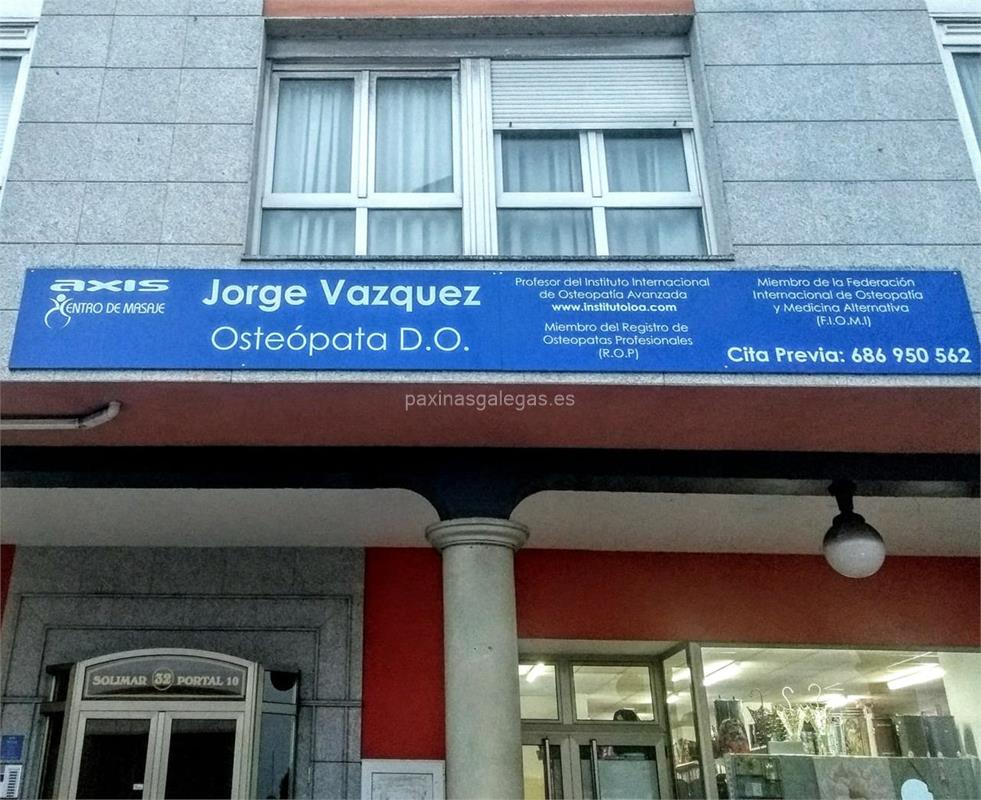 axis
CENTRO DE MASAJE
Jorge Vazquez
Osteópata D.O.
Profesor del Instituto Internacional
de Osteopatía Avanzada
www.institutoloa.com
Miembro del Registro de
Osteopatas Profesionales
(R.O.P)
Miembro de la Federación
Internacional de Osteopatía
y Medicina Alternativa
(F.I.O.M.I)
Cita Previa: 686 950 562
paxinasgalegas.es
SOLIMAR 32 PORTAL 10